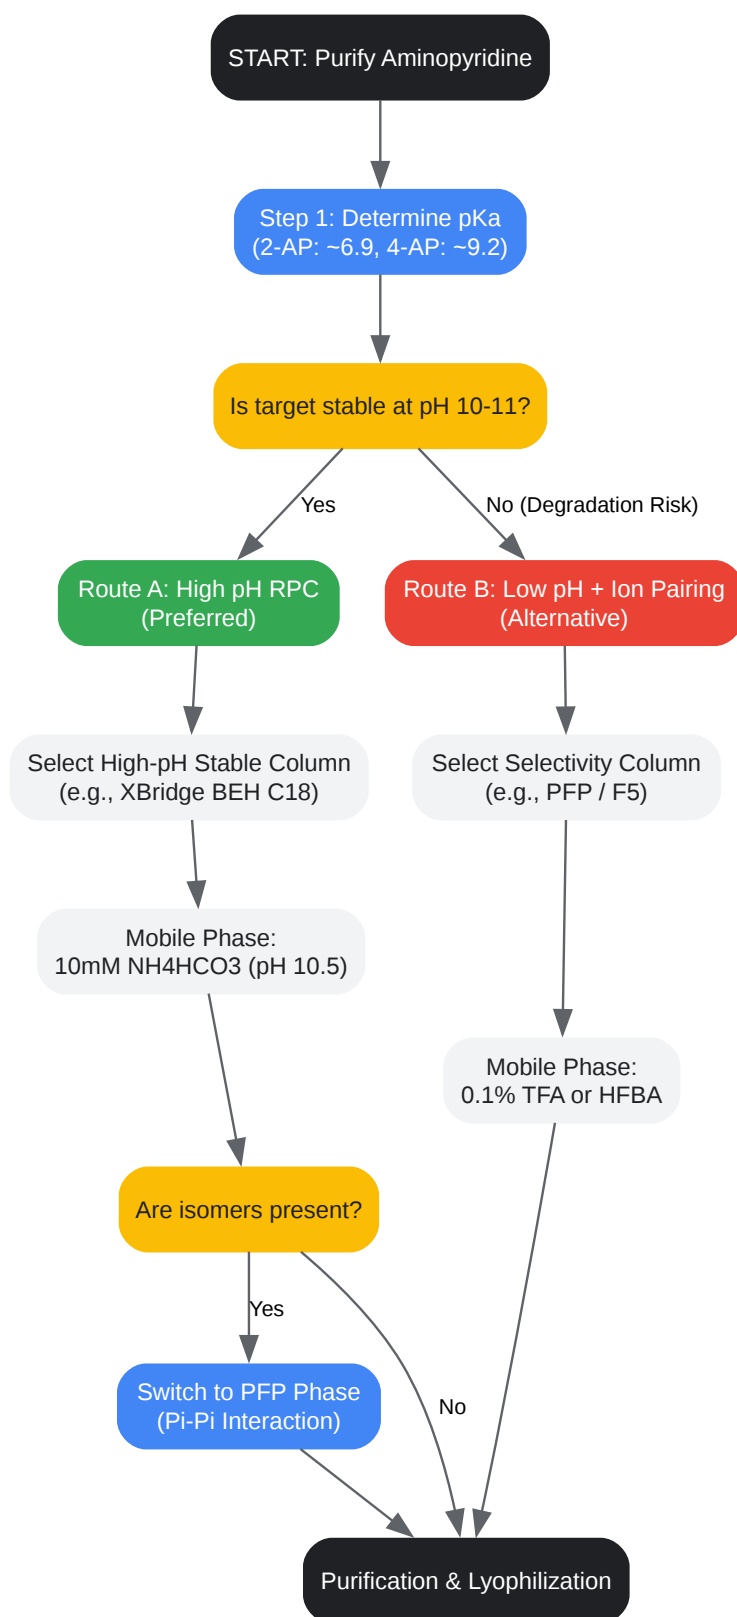 START: Purify Aminopyridine
Step 1: Determine pKa
(2-AP: ~6.9, 4-AP: ~9.2)
Is target stable at pH 10-11?
Yes
No (Degradation Risk)
Route A: High pH RPC
(Preferred)
Route B: Low pH + Ion Pairing
(Alternative)
Select High-pH Stable Column
(e.g., XBridge BEH C18)
Select Selectivity Column
(e.g., PFP / F5)
Mobile Phase:
10mM NH4HCO3 (pH 10.5)
Mobile Phase:
0.1% TFA or HFBA
Are isomers present?
Yes
Switch to PFP Phase
(Pi-Pi Interaction)
No
Purification & Lyophilization